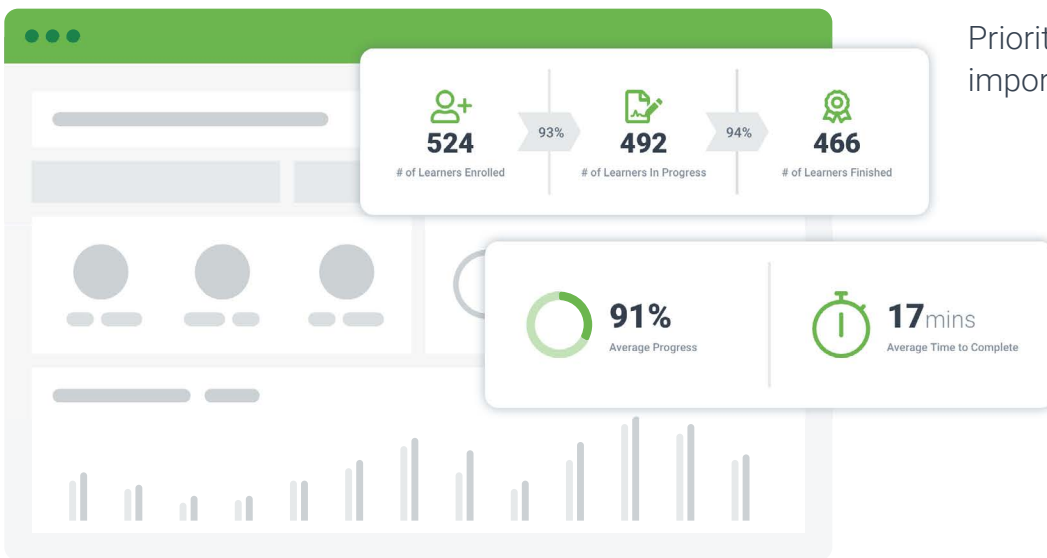 524
# of Learners Enrolled
93%
492
# of Learners In Progress
94%
466
# of Learners Finished
91%
Average Progress
17mins
Average Time to Complete